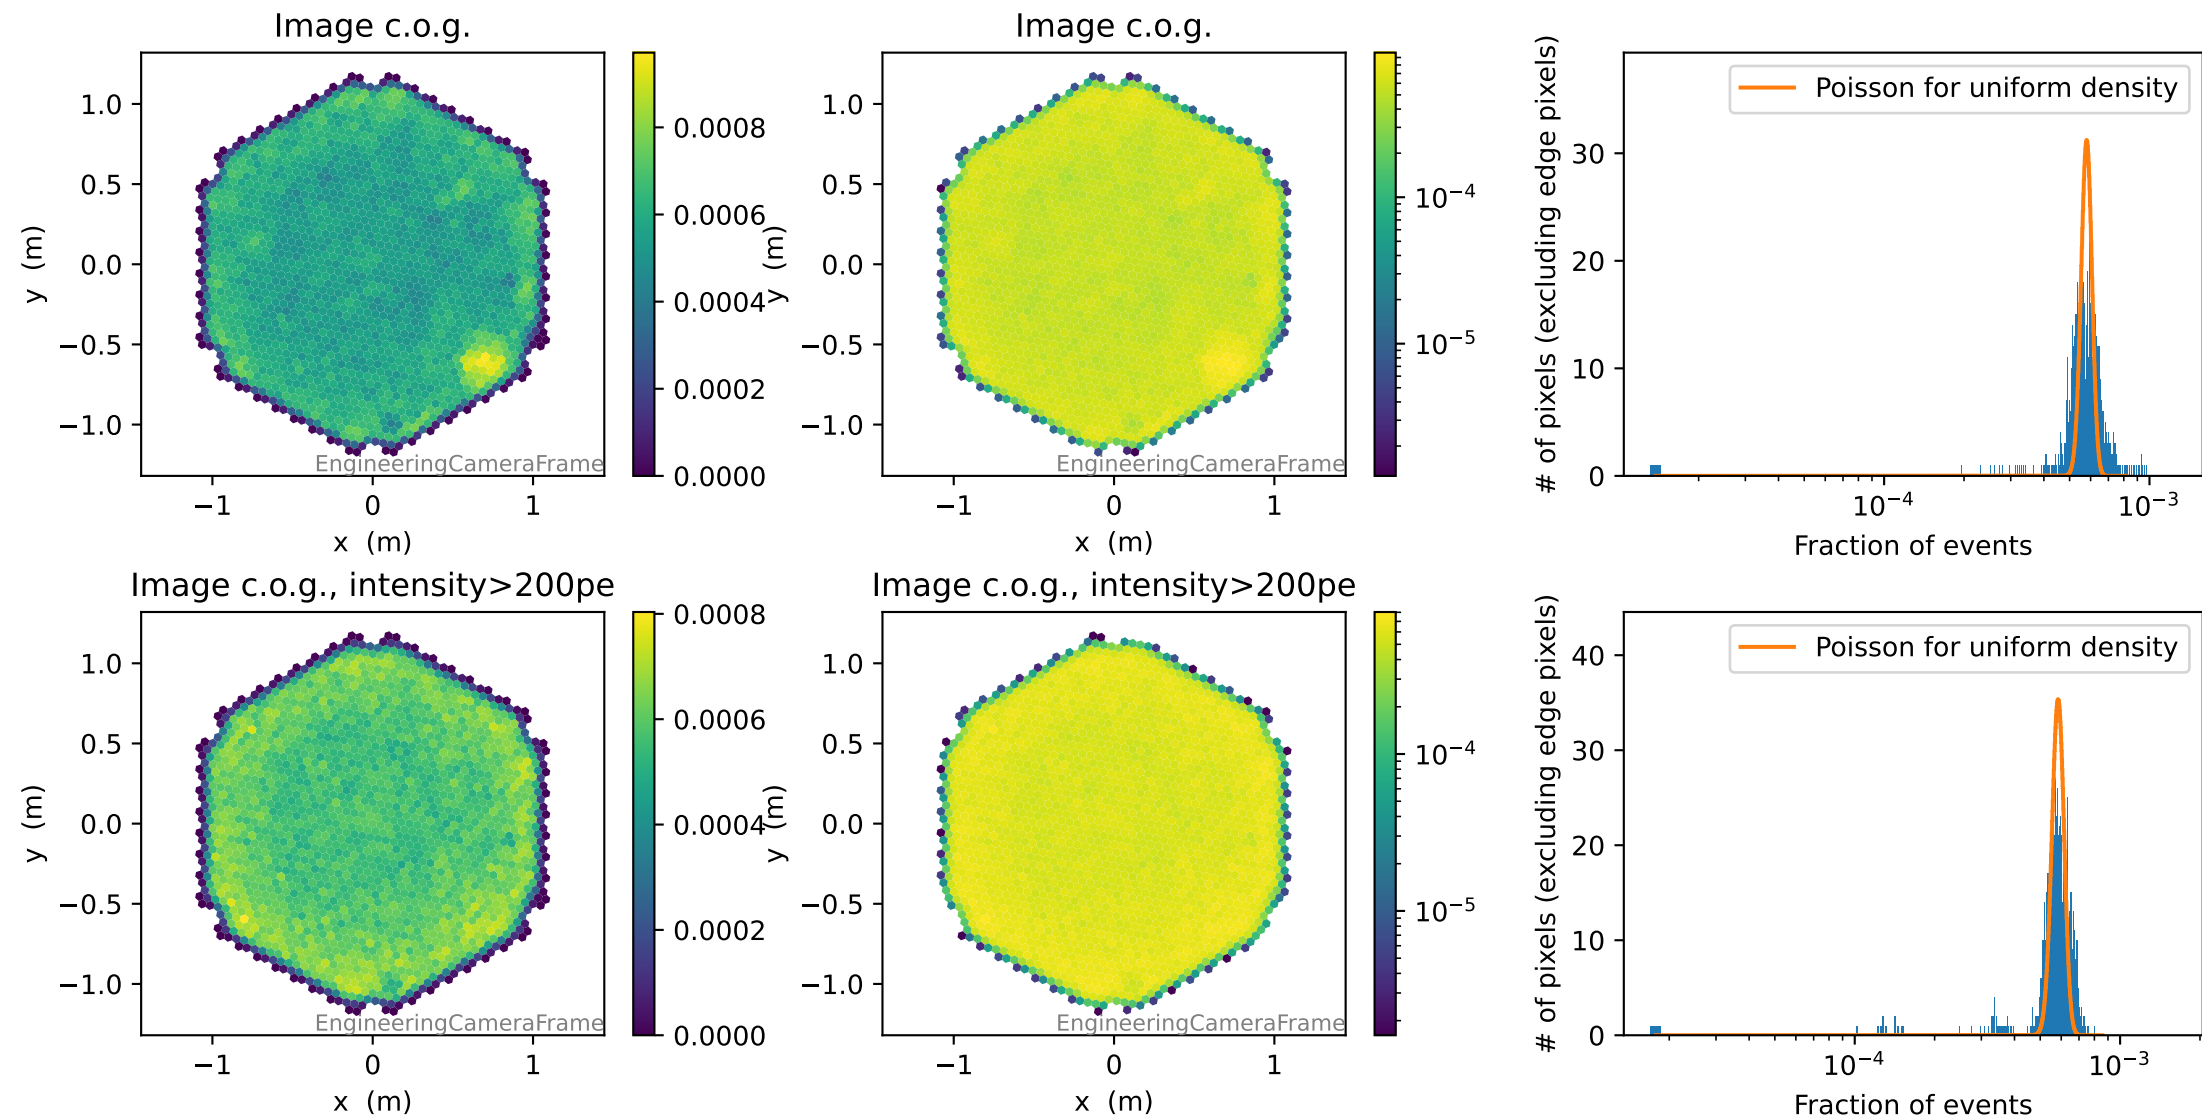 Image c.o.g.
y (m)
1.0
0.5
0.0
−0.5
−1.0
−1
0
1
x (m)
EngineeringCameraFrame
0.0008
0.0006
0.0004
0.0002
0.0000
Image c.o.g.
y (m)
1.0
0.5
0.0
−0.5
−1.0
−1
0
1
x (m)
EngineeringCameraFrame
10⁻⁴
10⁻⁵
# of pixels (excluding edge pixels)
30
20
10
0
Poisson for uniform density
10⁻⁴
10⁻³
Fraction of events
Image c.o.g., intensity>200pe
y (m)
1.0
0.5
0.0
−0.5
−1.0
−1
0
1
x (m)
EngineeringCameraFrame
0.0008
0.0006
0.0004
0.0002
0.0000
Image c.o.g., intensity>200pe
y (m)
1.0
0.5
0.0
−0.5
−1.0
−1
0
1
x (m)
EngineeringCameraFrame
10⁻⁴
10⁻⁵
# of pixels (excluding edge pixels)
40
30
20
10
0
Poisson for uniform density
10⁻⁴
10⁻³
Fraction of events